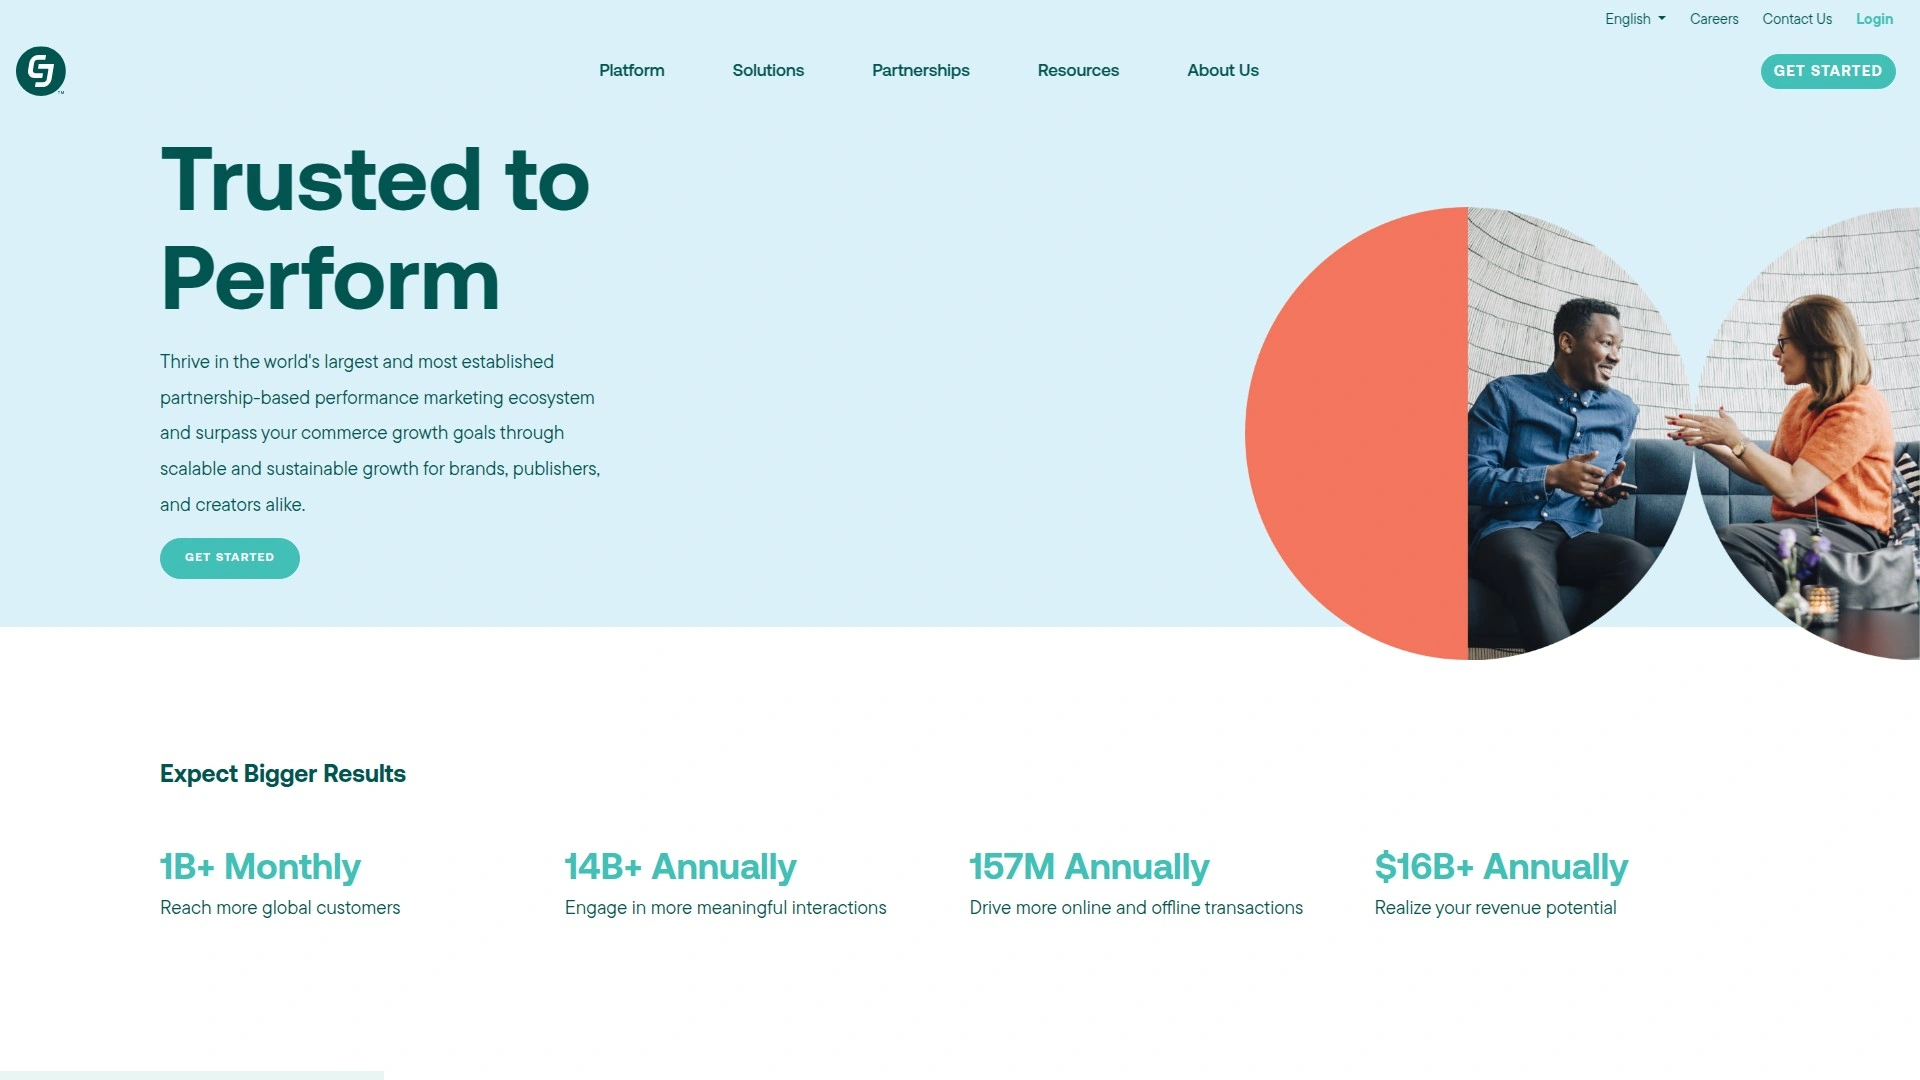 English
Careers
Contact Us
Login
CJ
TM
Platform
Solutions
Partnerships
Resources
About Us
GET STARTED
Trusted to
Perform
Thrive in the world's largest and most established
partnership-based performance marketing ecosystem
and surpass your commerce growth goals through
scalable and sustainable growth for brands, publishers,
and creators alike.
GET STARTED
Expect Bigger Results
1B+ Monthly
Reach more global customers
14B+ Annually
Engage in more meaningful interactions
157M Annually
Drive more online and offline transactions
$16B+ Annually
Realize your revenue potential